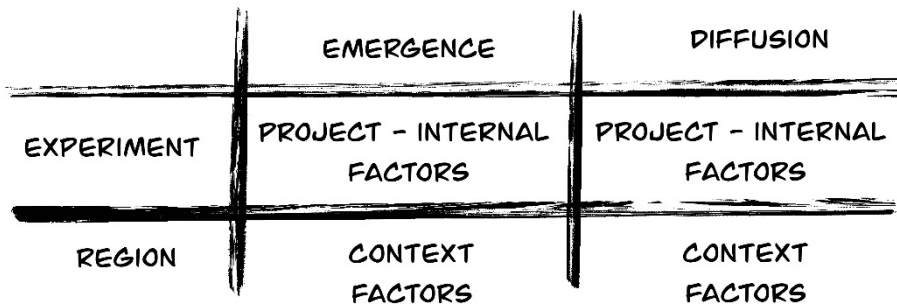 EMERGENCE
DIFFUSION
EXPERIMENT
PROJECT - INTERNAL
FACTORS
PROJECT - INTERNAL
FACTORS
REGION
CONTEXT
FACTORS
CONTEXT
FACTORS